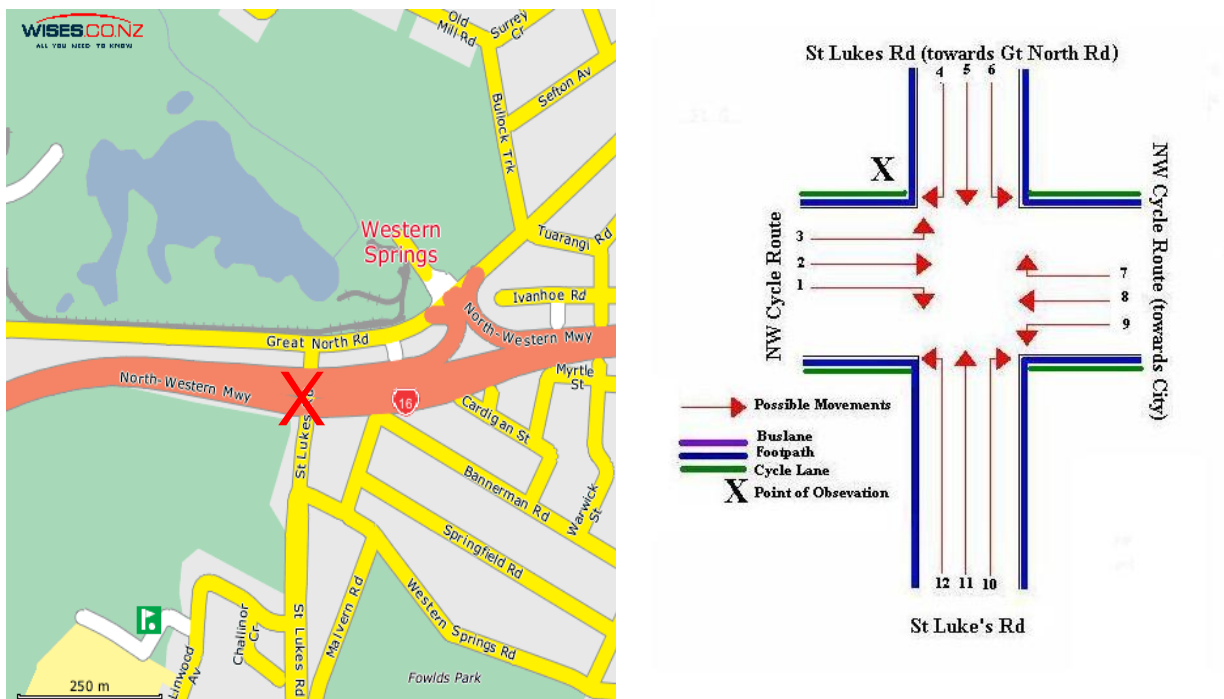 WISES.CO.NZ
ALL YOU NEED TO KNOW
Old
Mill Rd
Surrey
Cr
Sefton Av
Bullock Trk
Western
Springs
Tuarangi Rd
Ivanhoe Rd
Great North Rd
North-Western Mwy
North-Western Mwy
Myrtle
St
16
X
St Lukes Rd
Cardigan St
Bannerman Rd
Warwick
St
Springfield Rd
Malvern Rd
Western Springs Rd
St Lukes Rd
Challinor
Cr
Linwood
Av
Fowlds Park
250 m
St Lukes Rd (towards Gt North Rd)
4 5 6
X
NW Cycle Route
NW Cycle Route (towards City)
3
2
1
7
8
9
Possible Movements
Buslane
Footpath
Cycle Lane
X Point of Obsevation
12 11 10
St Luke's Rd